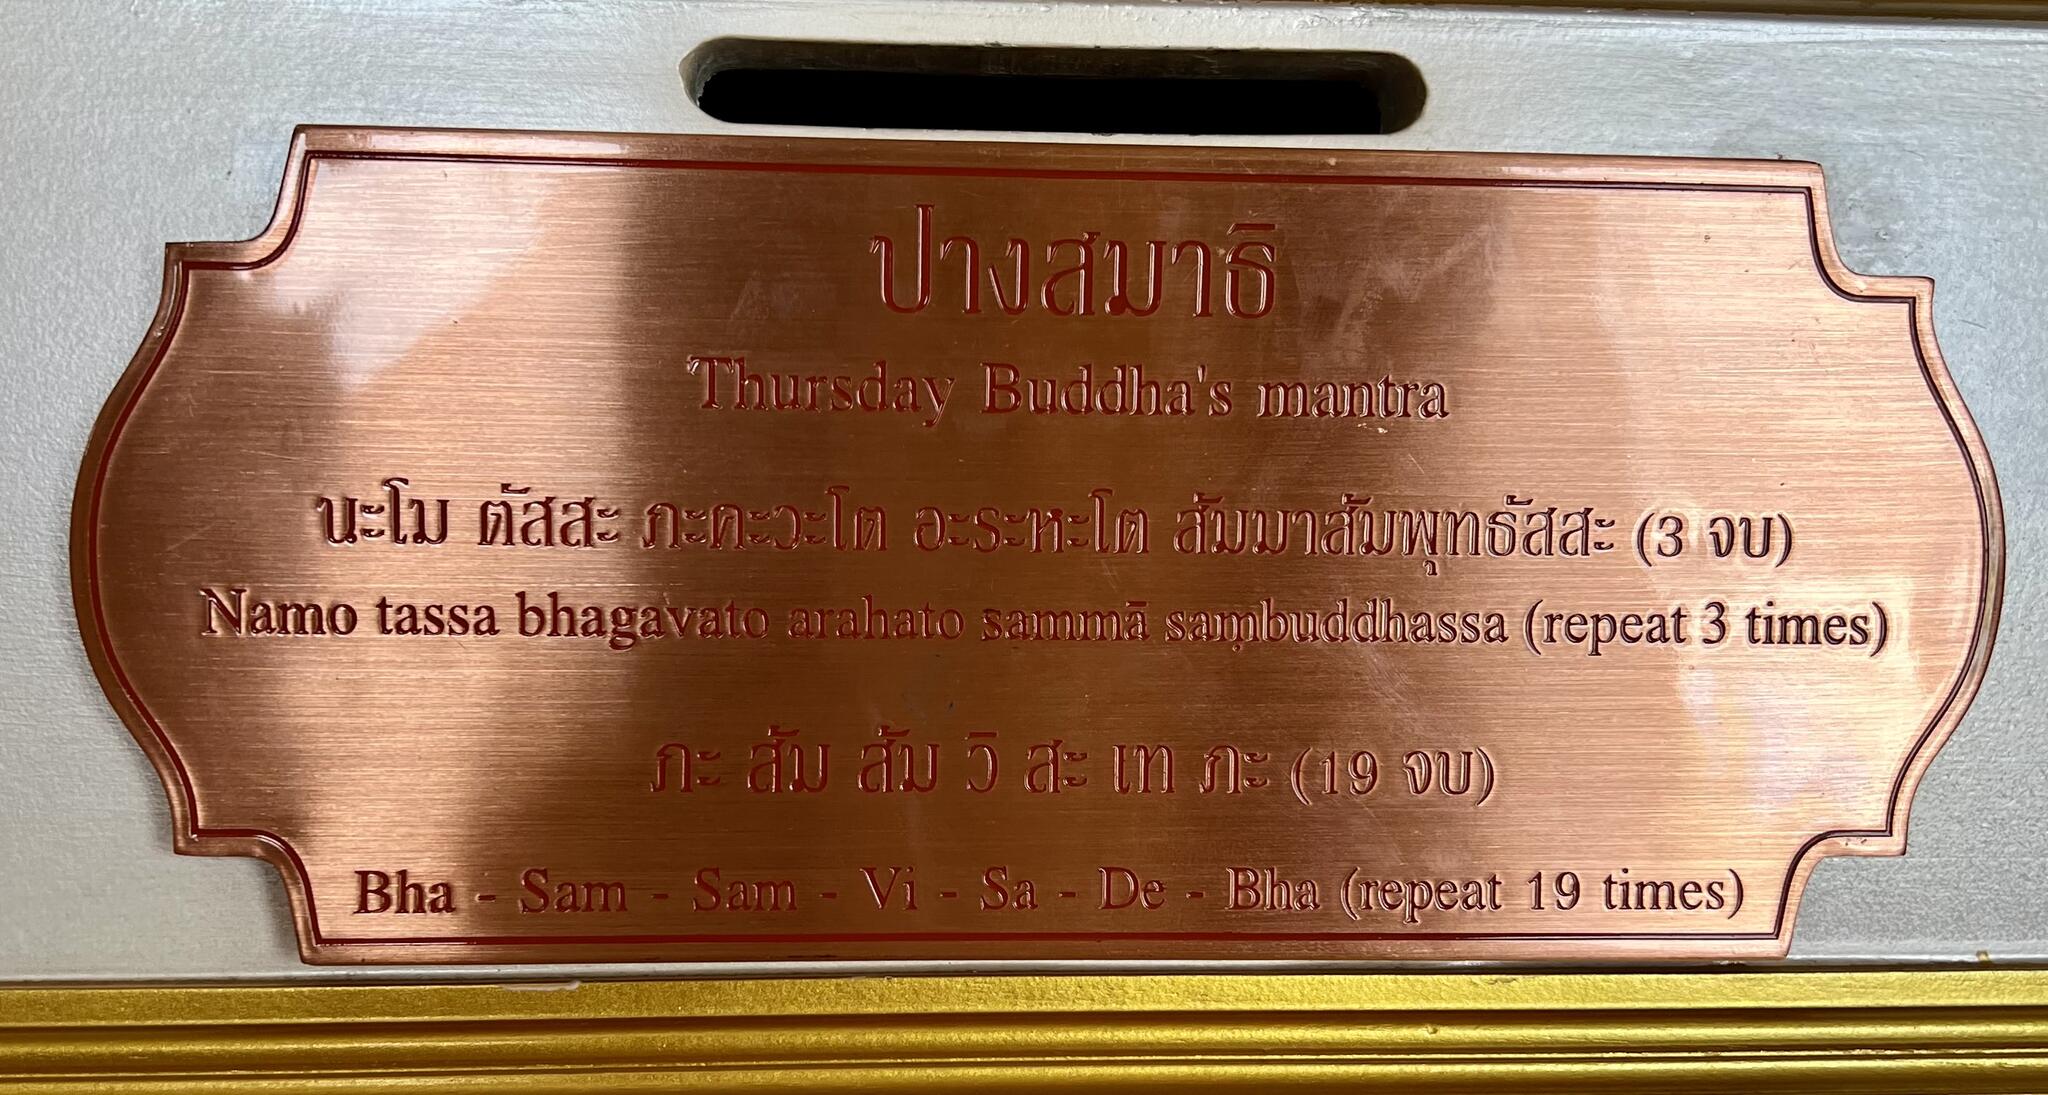 ปางสมาธิ
Thursday Buddha's mantra
นะโม ตัสสะ ภะคะวะโต อะระหะโต สัมมาสัมพุทธัสสะ (3 จบ)
Namo tassa bhagavato arahato sammā saṃbuddhassa (repeat 3 times)
ภะ สัม สัม วิ สะ เท ภะ (19 จบ)
Bha - Sam - Sam - Vi - Sa - De - Bha (repeat 19 times)